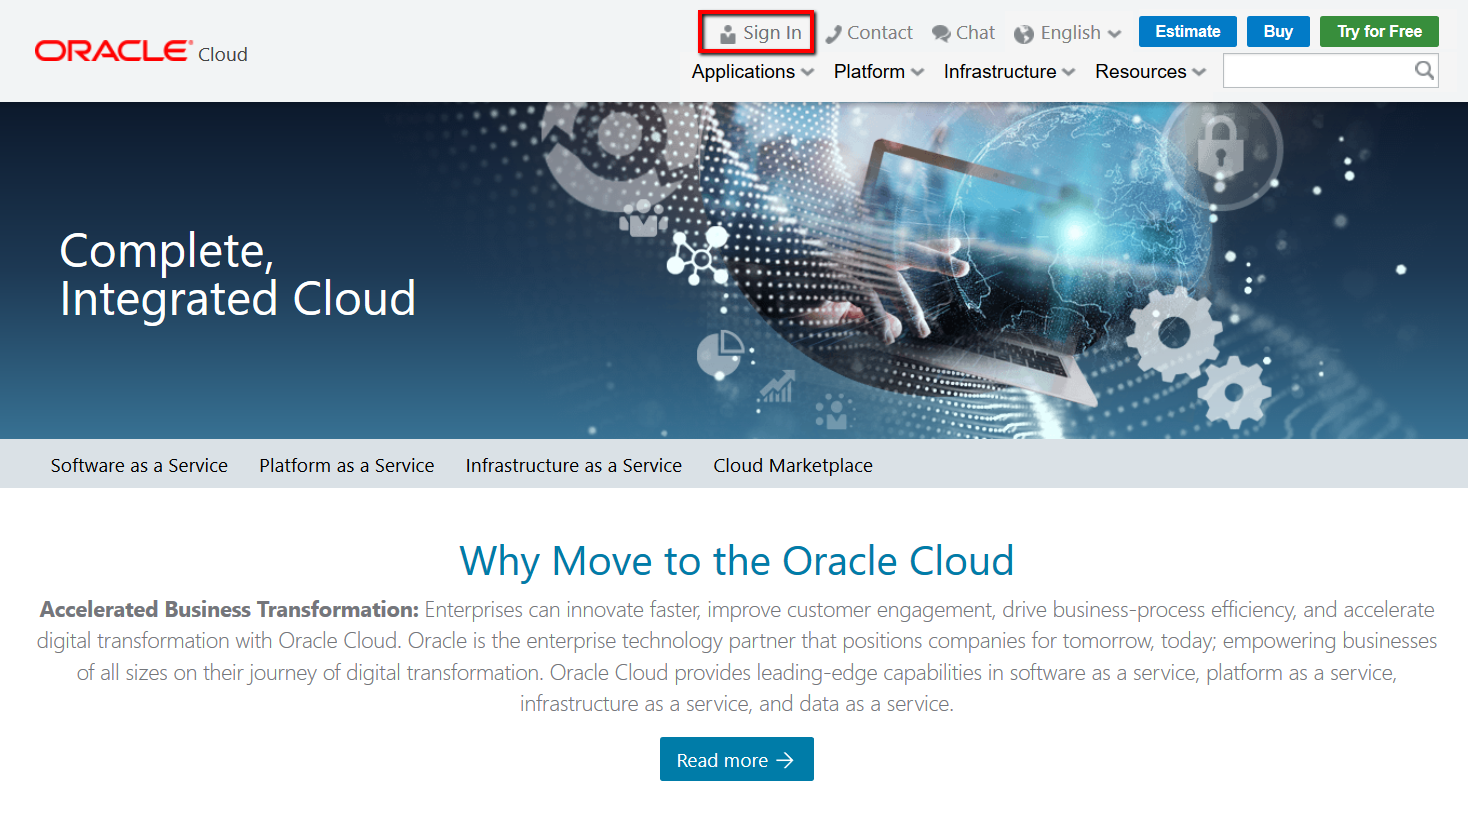 ORACLE Cloud
Sign In Contact Chat English Estimate Buy Try for Free
Applications Platform Infrastructure Resources
Complete,
Integrated Cloud
Software as a Service Platform as a Service Infrastructure as a Service Cloud Marketplace
Why Move to the Oracle Cloud
Accelerated Business Transformation: Enterprises can innovate faster, improve customer engagement, drive business-process efficiency, and accelerate
digital transformation with Oracle Cloud. Oracle is the enterprise technology partner that positions companies for tomorrow, today; empowering businesses
of all sizes on their journey of digital transformation. Oracle Cloud provides leading-edge capabilities in software as a service, platform as a service,
infrastructure as a service, and data as a service.
Read more →